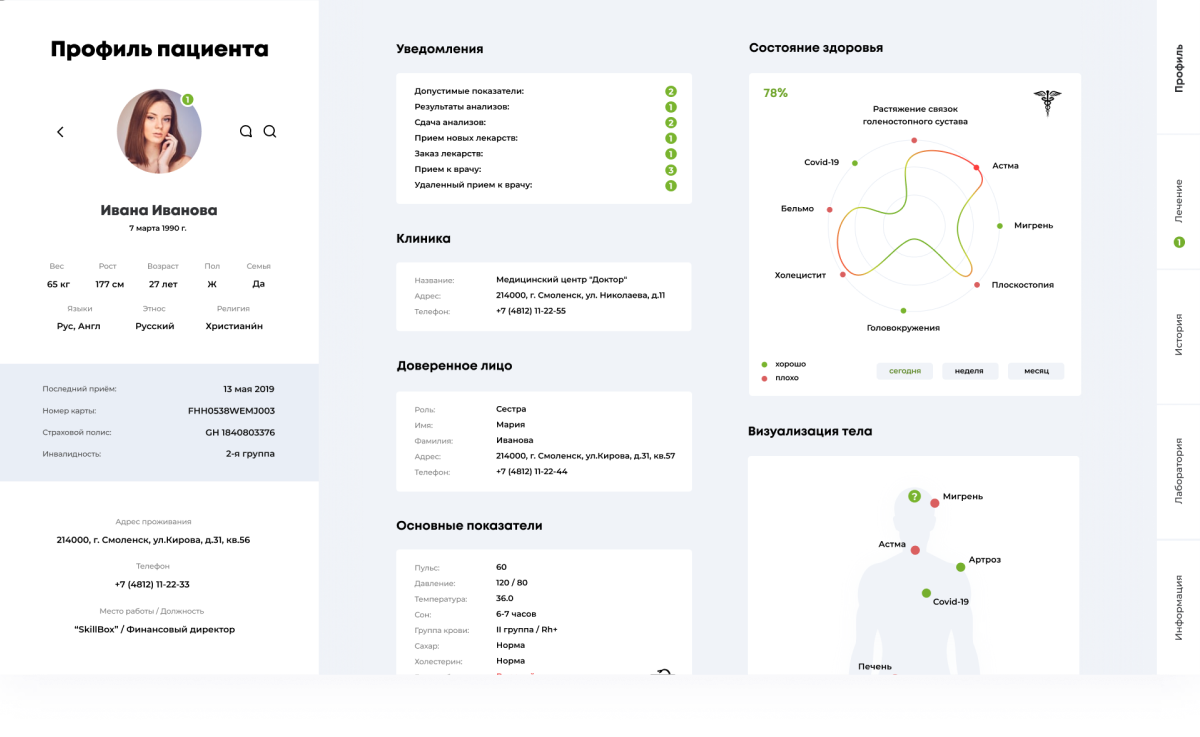 Профиль пациента
1
Ивана Иванова
7 марта 1990 г.
Вес Рост Возраст Пол Семья
65 кг 177 см 27 лет Ж Да
Языки Этнос Религия
Рус, Англ Русский Христианйн
Последний приём: 13 мая 2019
Номер карты: FHH0538WEMJ003
Страховой полис: GH 1840803376
Инвалидность: 2-я группа
Адрес проживания
214000, г. Смоленск, ул.Кирова, д.31, кв.56
Телефон
+7 (4812) 11-22-33
Место работы / Должность
“SkillBox” / Финансовый директор
Уведомления
Допустимые показатели: 2
Результаты анализов: 1
Сдача анализов: 2
Прием новых лекарств: 1
Заказ лекарств: 1
Прием к врачу: 3
Удаленный прием к врачу: 1
Клиника
Название: Медицинский центр "Доктор"
Адрес: 214000, г. Смоленск, ул. Николаева, д.11
Телефон: +7 (4812) 11-22-55
Доверенное лицо
Роль: Сестра
Имя: Мария
Фамилия: Иванова
Адрес: 214000, г. Смоленск, ул.Кирова, д.31, кв.57
Телефон: +7 (4812) 11-22-44
Основные показатели
Пульс: 60
Давление: 120 / 80
Температура: 36.0
Сон: 6-7 часов
Группа крови: II группа / Rh+
Сахар: Норма
Холестерин: Норма
Состояние здоровья
78%
Растяжение связок
голеностопного сустава
Covid-19
Астма
Бельмо
Мигрень
Холецистит
Плоскостопия
Головокружения
хорошо
плохо
сегодня неделя месяц
Визуализация тела
?
Мигрень
Астма
Артроз
Covid-19
Печень
Профиль
Лечение
1
История
Лаборатория
Информация